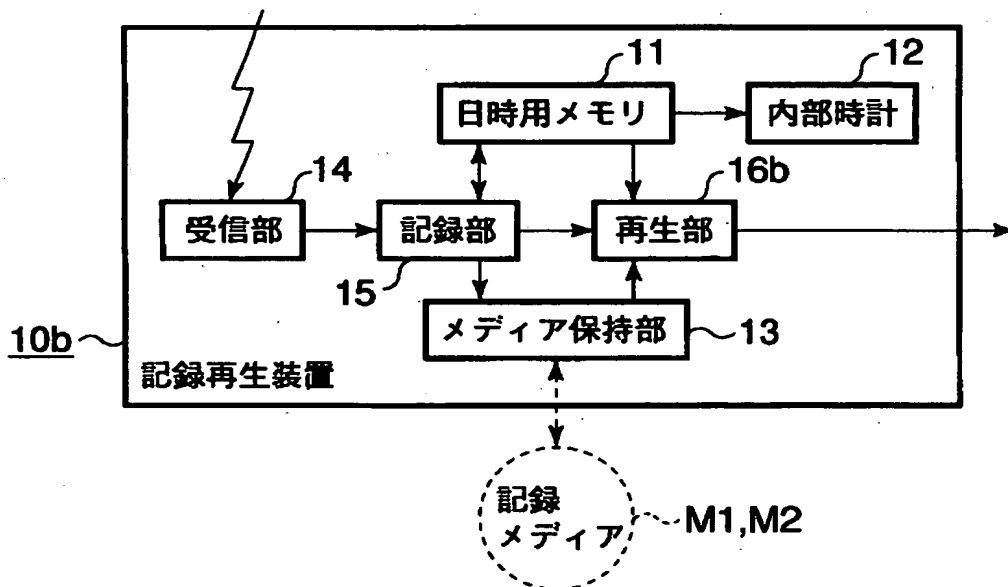 11
12
日時用メモリ
内部時計
14
16b
受信部
記録部
再生部
15
メディア保持部
13
10b
記録再生装置
記録
メディア
M1,M2